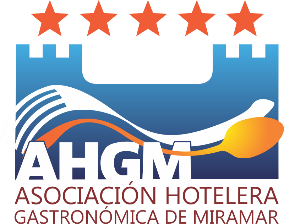 AHGM
ASOCIACIÓN HOTELERA
GASTRONÓMICA DE MIRAMAR